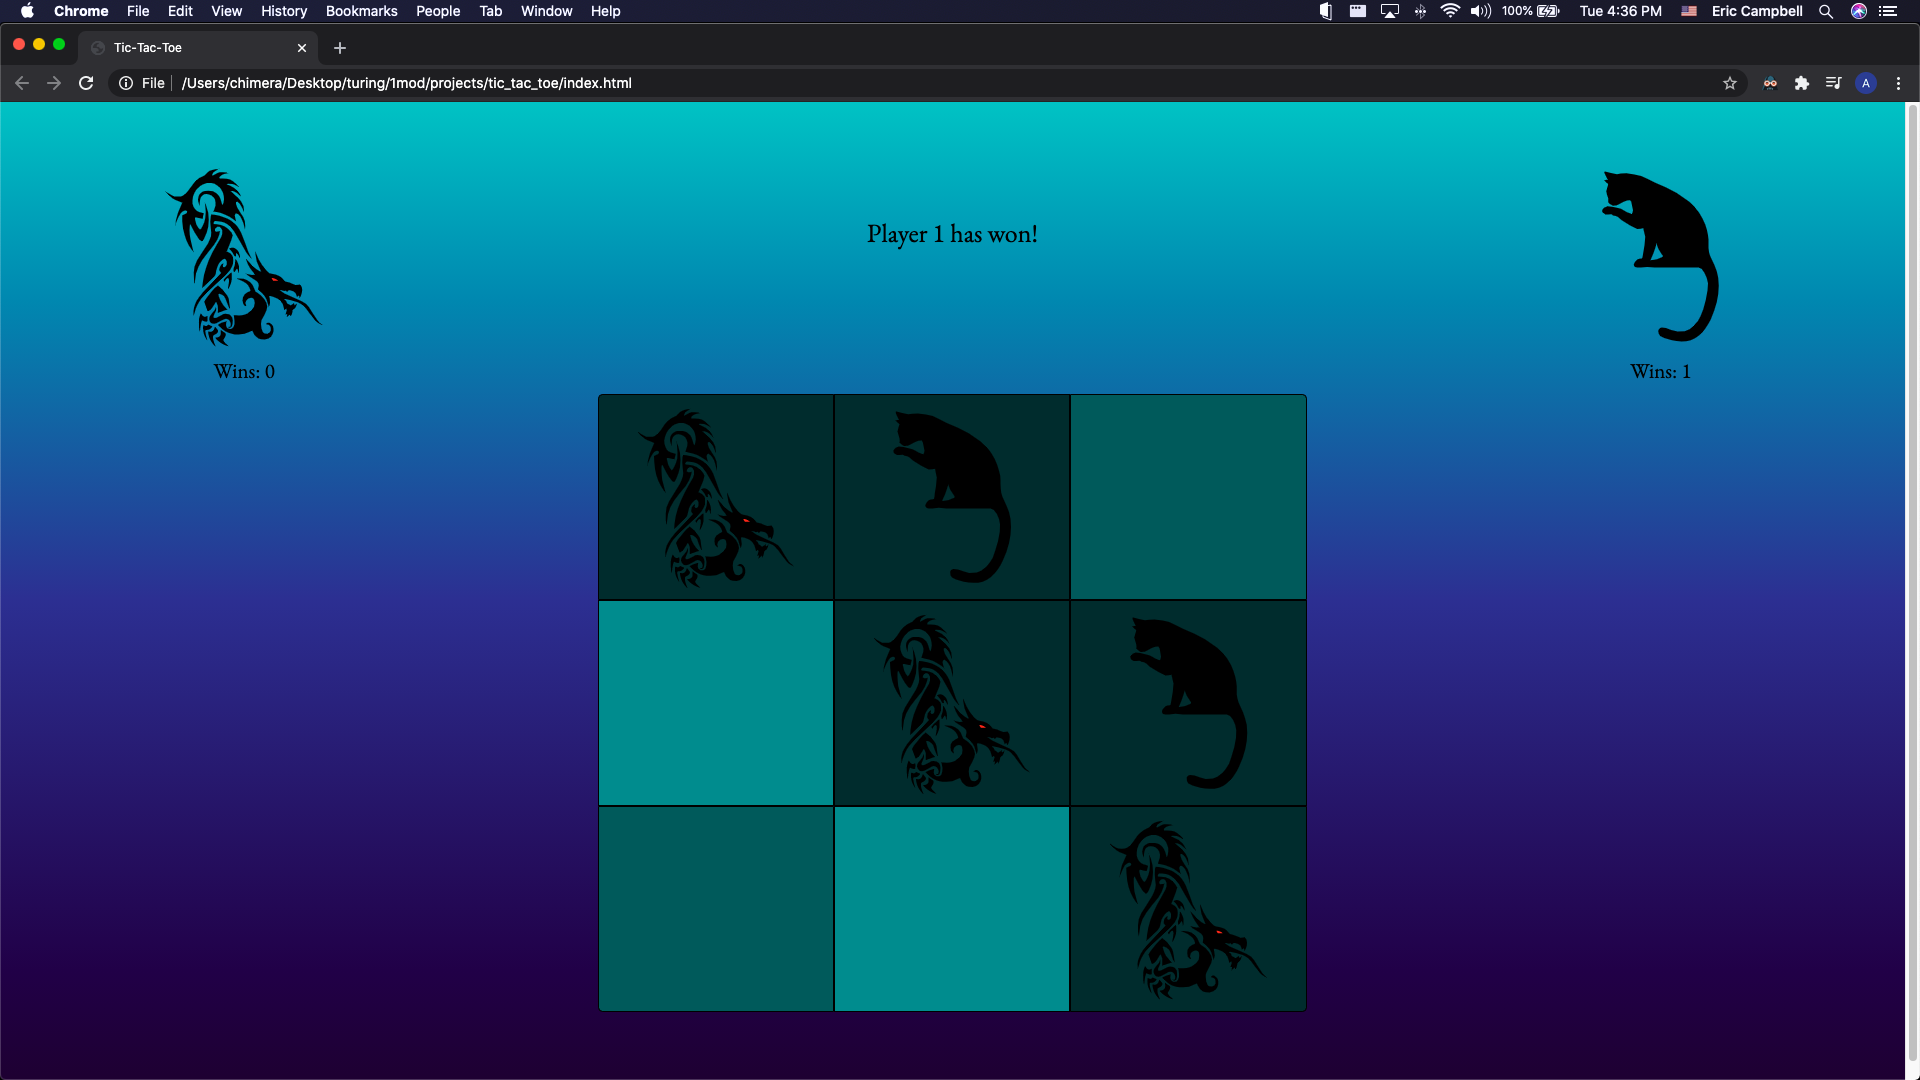 Chrome File Edit View History Bookmarks People Tab Window Help 100% Tue 4:36 PM Eric Campbell
Tic-Tac-Toe
File /Users/chimera/Desktop/turing/1mod/projects/tic_tac_toe/index.html A
Player 1 has won!
Wins: 0
Wins: 1